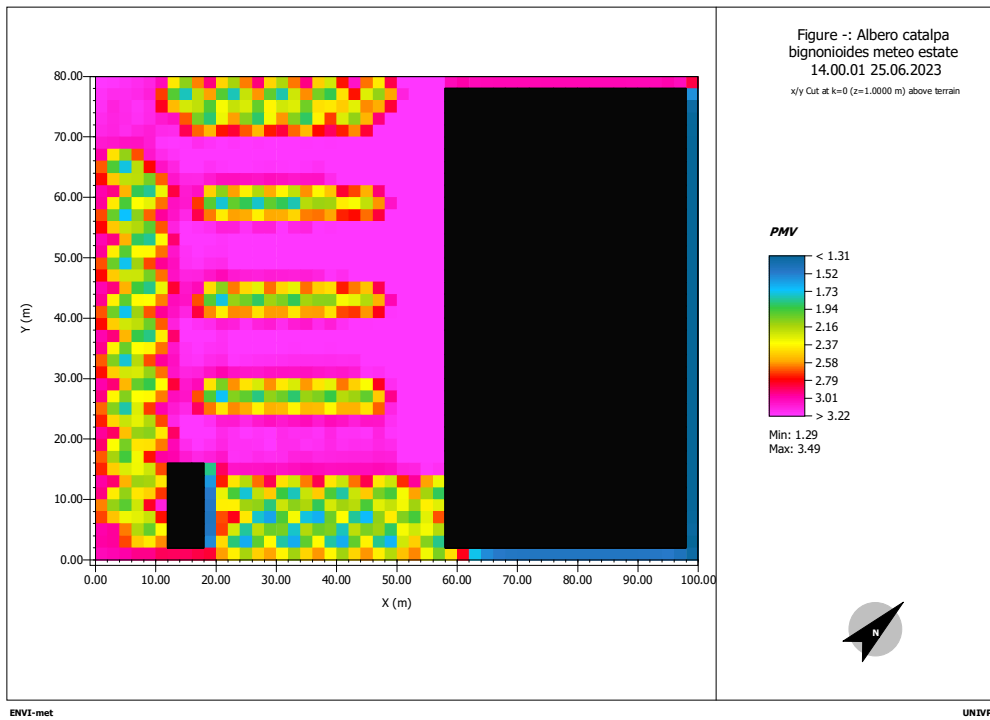 Figure -: Albero catalpa
bignonioides meteo estate
14.00.01 25.06.2023
x/y Cut at k=0 (z=1.0000 m) above terrain
80.00
70.00
60.00
50.00
40.00
30.00
20.00
10.00
0.00
Y (m)
0.00 10.00 20.00 30.00 40.00 50.00 60.00 70.00 80.00 90.00 100.00
X (m)
PMV
< 1.31
1.52
1.73
1.94
2.16
2.37
2.58
2.79
3.01
> 3.22
Min: 1.29
Max: 3.49
N
ENVI-met